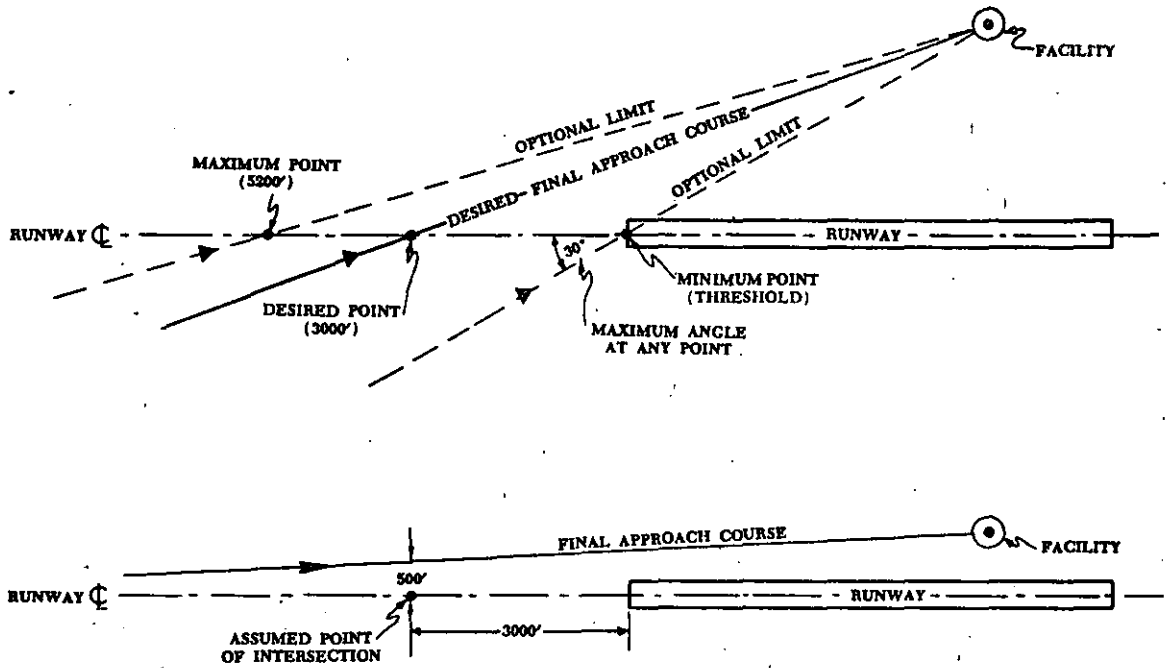 FACILITY
OPTIONAL LIMIT
DESIRED FINAL APPROACH COURSE
OPTIONAL LIMIT
MAXIMUM POINT
(5200')
RUNWAY ℄
RUNWAY
30°
MINIMUM POINT
(THRESHOLD)
DESIRED POINT
(3000')
MAXIMUM ANGLE
AT ANY POINT
FINAL APPROACH COURSE
FACILITY
500'
RUNWAY ℄
RUNWAY
3000'
ASSUMED POINT
OF INTERSECTION